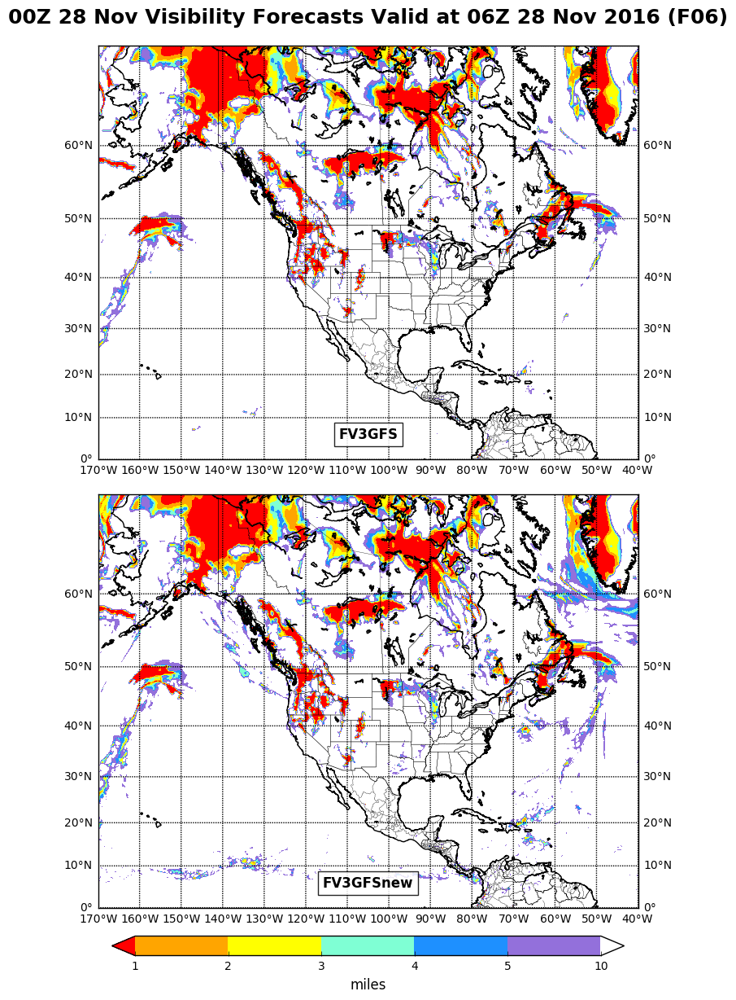 00Z 28 Nov Visibility Forecasts Valid at 06Z 28 Nov 2016 (F06)
60°N 60°N
50°N 50°N
40°N 40°N
30°N 30°N
20°N 20°N
10°N 10°N
FV3GFS
0° 0°
170°W 160°W 150°W 140°W 130°W 120°W 110°W 100°W 90°W 80°W 70°W 60°W 50°W 40°W
60°N 60°N
50°N 50°N
40°N 40°N
30°N 30°N
20°N 20°N
10°N 10°N
FV3GFSnew
0° 0°
170°W 160°W 150°W 140°W 130°W 120°W 110°W 100°W 90°W 80°W 70°W 60°W 50°W 40°W
1 2 3 4 5 10
miles